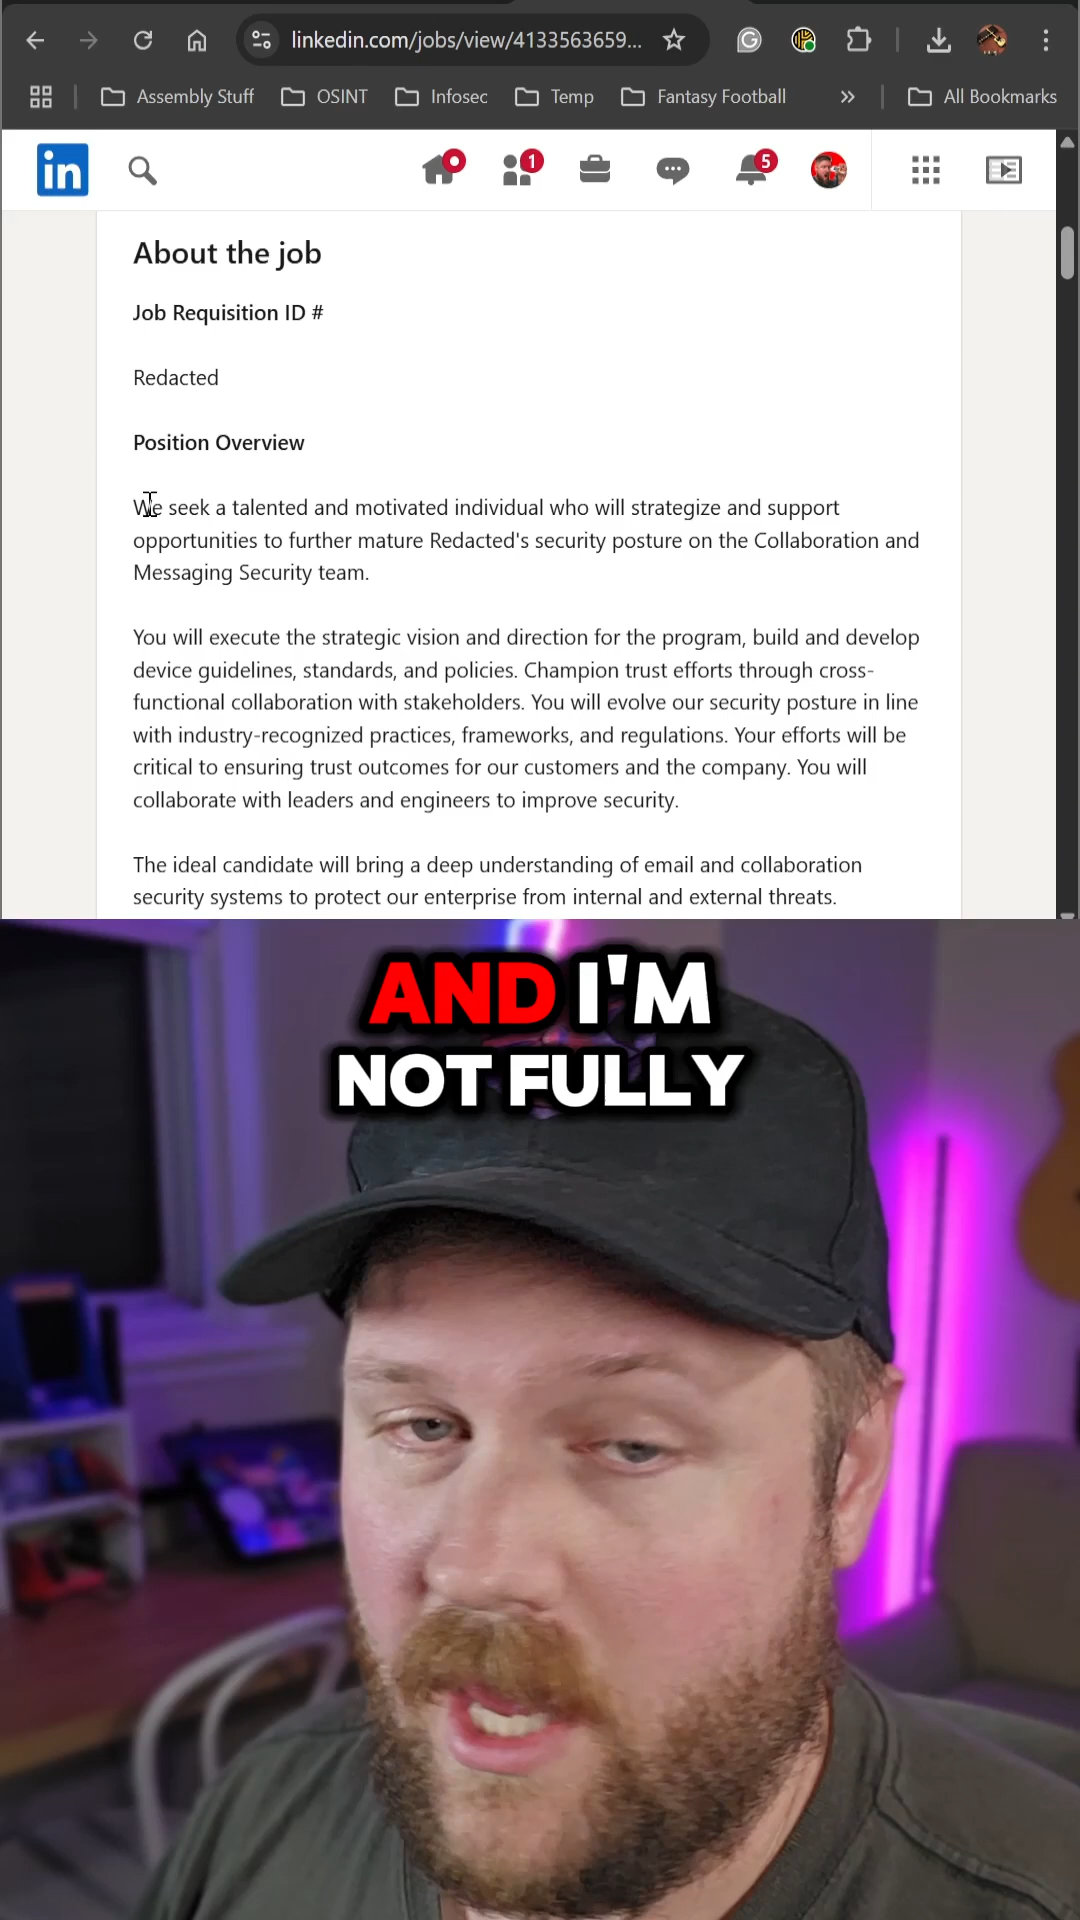 linkedin.com/jobs/view/4133563659...
Assembly Stuff
OSINT
Infosec
Temp
Fantasy Football
»
All Bookmarks
in
1
5
About the job
Job Requisition ID #
Redacted
Position Overview
We seek a talented and motivated individual who will strategize and support
opportunities to further mature Redacted's security posture on the Collaboration and
Messaging Security team.
You will execute the strategic vision and direction for the program, build and develop
device guidelines, standards, and policies. Champion trust efforts through cross-
functional collaboration with stakeholders. You will evolve our security posture in line
with industry-recognized practices, frameworks, and regulations. Your efforts will be
critical to ensuring trust outcomes for our customers and the company. You will
collaborate with leaders and engineers to improve security.
The ideal candidate will bring a deep understanding of email and collaboration
security systems to protect our enterprise from internal and external threats.
AND I'M
NOT FULLY